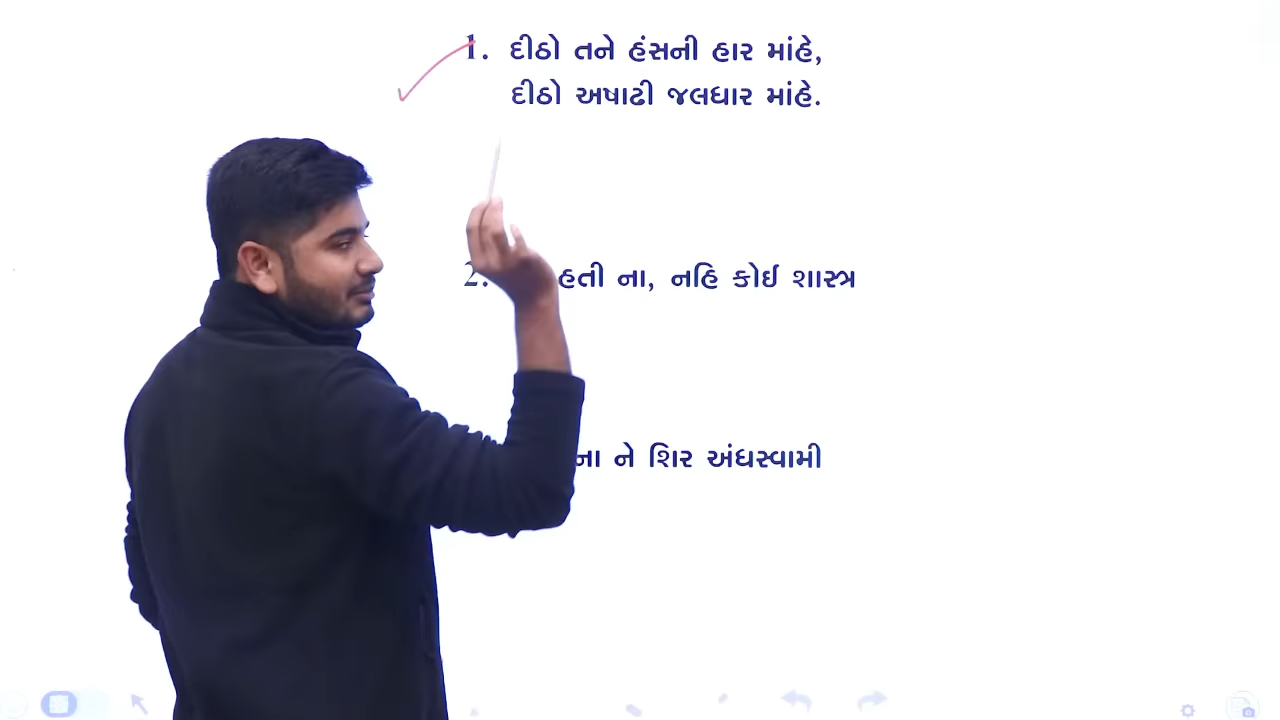 1. દીઠો તને હંસની હાર માંહે,
દીઠો અષાઢી જલધાર માંહે.
2. હતી ના, નહિ કોઈ શાસ્ત્ર
ને શિર અંધસ્વામી